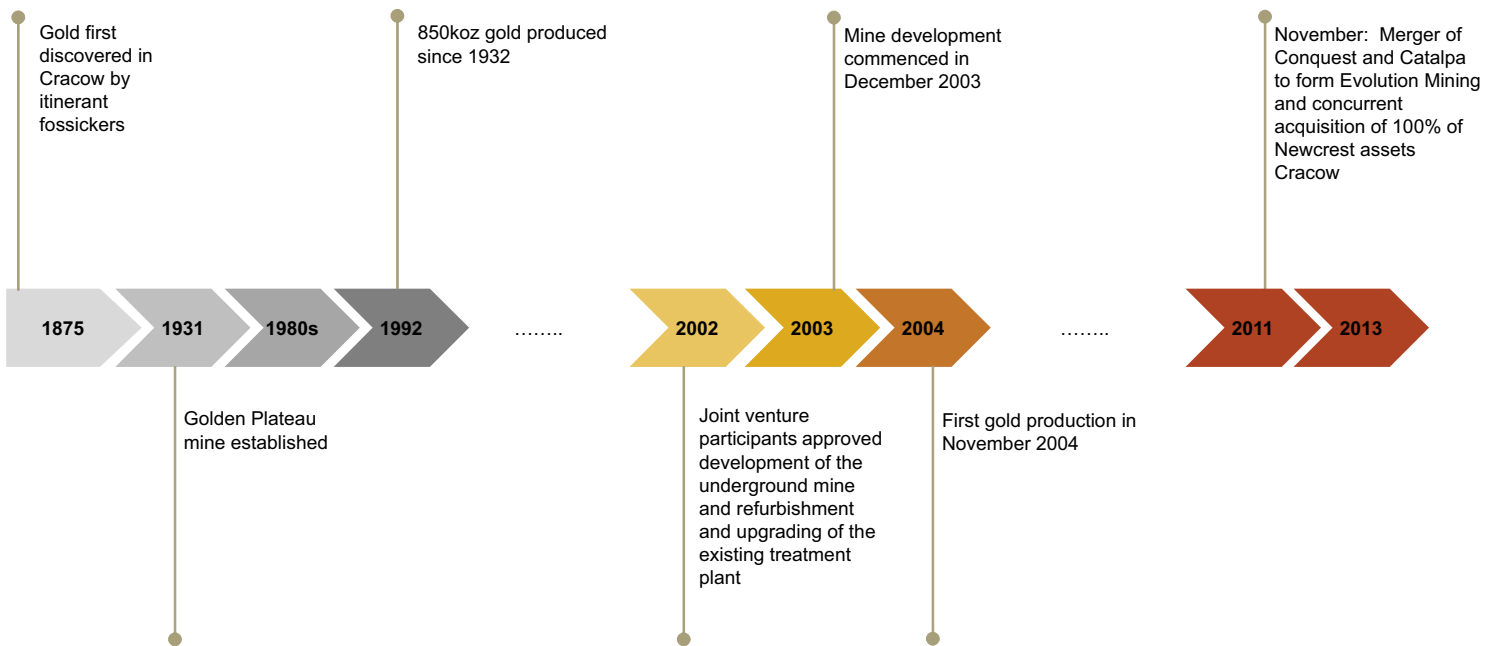 Gold first
discovered in
Cracow by
itinerant
fossickers
850koz gold produced
since 1932
Mine development
commenced in
December 2003
November:  Merger of
Conquest and Catalpa
to form Evolution Mining
and concurrent
acquisition of 100% of
Newcrest assets
Cracow
1875
1931
1980s
1992
........
2002
2003
2004
........
2011
2013
Golden Plateau
mine established
Joint venture
participants approved
development of the
underground mine
and refurbishment
and upgrading of the
existing treatment
plant
First gold production in
November 2004